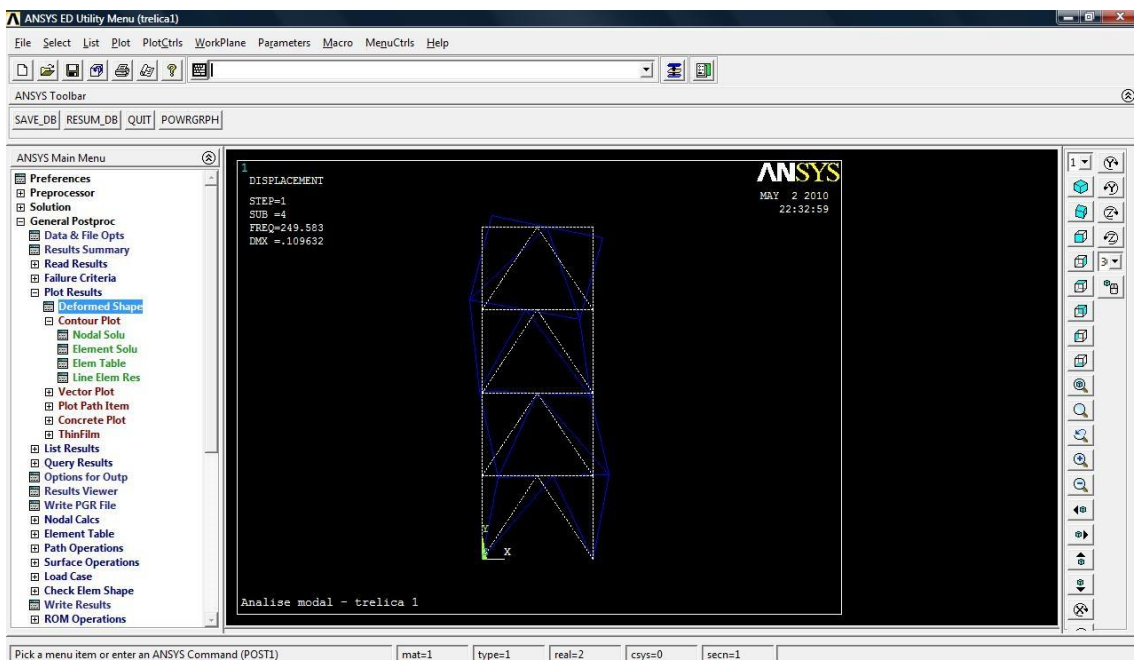 ANSYS ED Utility Menu (trelica1)
File Select List Plot PlotCtrls WorkPlane Parameters Macro MenuCtrls Help
ANSYS Toolbar
SAVE_DB RESUM_DB QUIT POWRGRPH
ANSYS Main Menu
Preferences
Preprocessor
Solution
General Postproc
Data & File Opts
Results Summary
Read Results
Failure Criteria
Plot Results
Deformed Shape
Contour Plot
Nodal Solu
Element Solu
Elem Table
Line Elem Res
Vector Plot
Plot Path Item
Concrete Plot
ThinFilm
List Results
Query Results
Options for Outp
Results Viewer
Write PGR File
Nodal Calcs
Element Table
Path Operations
Surface Operations
Load Case
Check Elem Shape
Write Results
ROM Operations
1
DISPLACEMENT
STEP=1
SUB =4
FREQ=249.583
DMX =.109632
ANSYS
MAY 2 2010
22:32:59
Y
X
Analise modal - trelica 1
1
Pick a menu item or enter an ANSYS Command (POST1)
mat=1
type=1
real=2
csys=0
secn=1